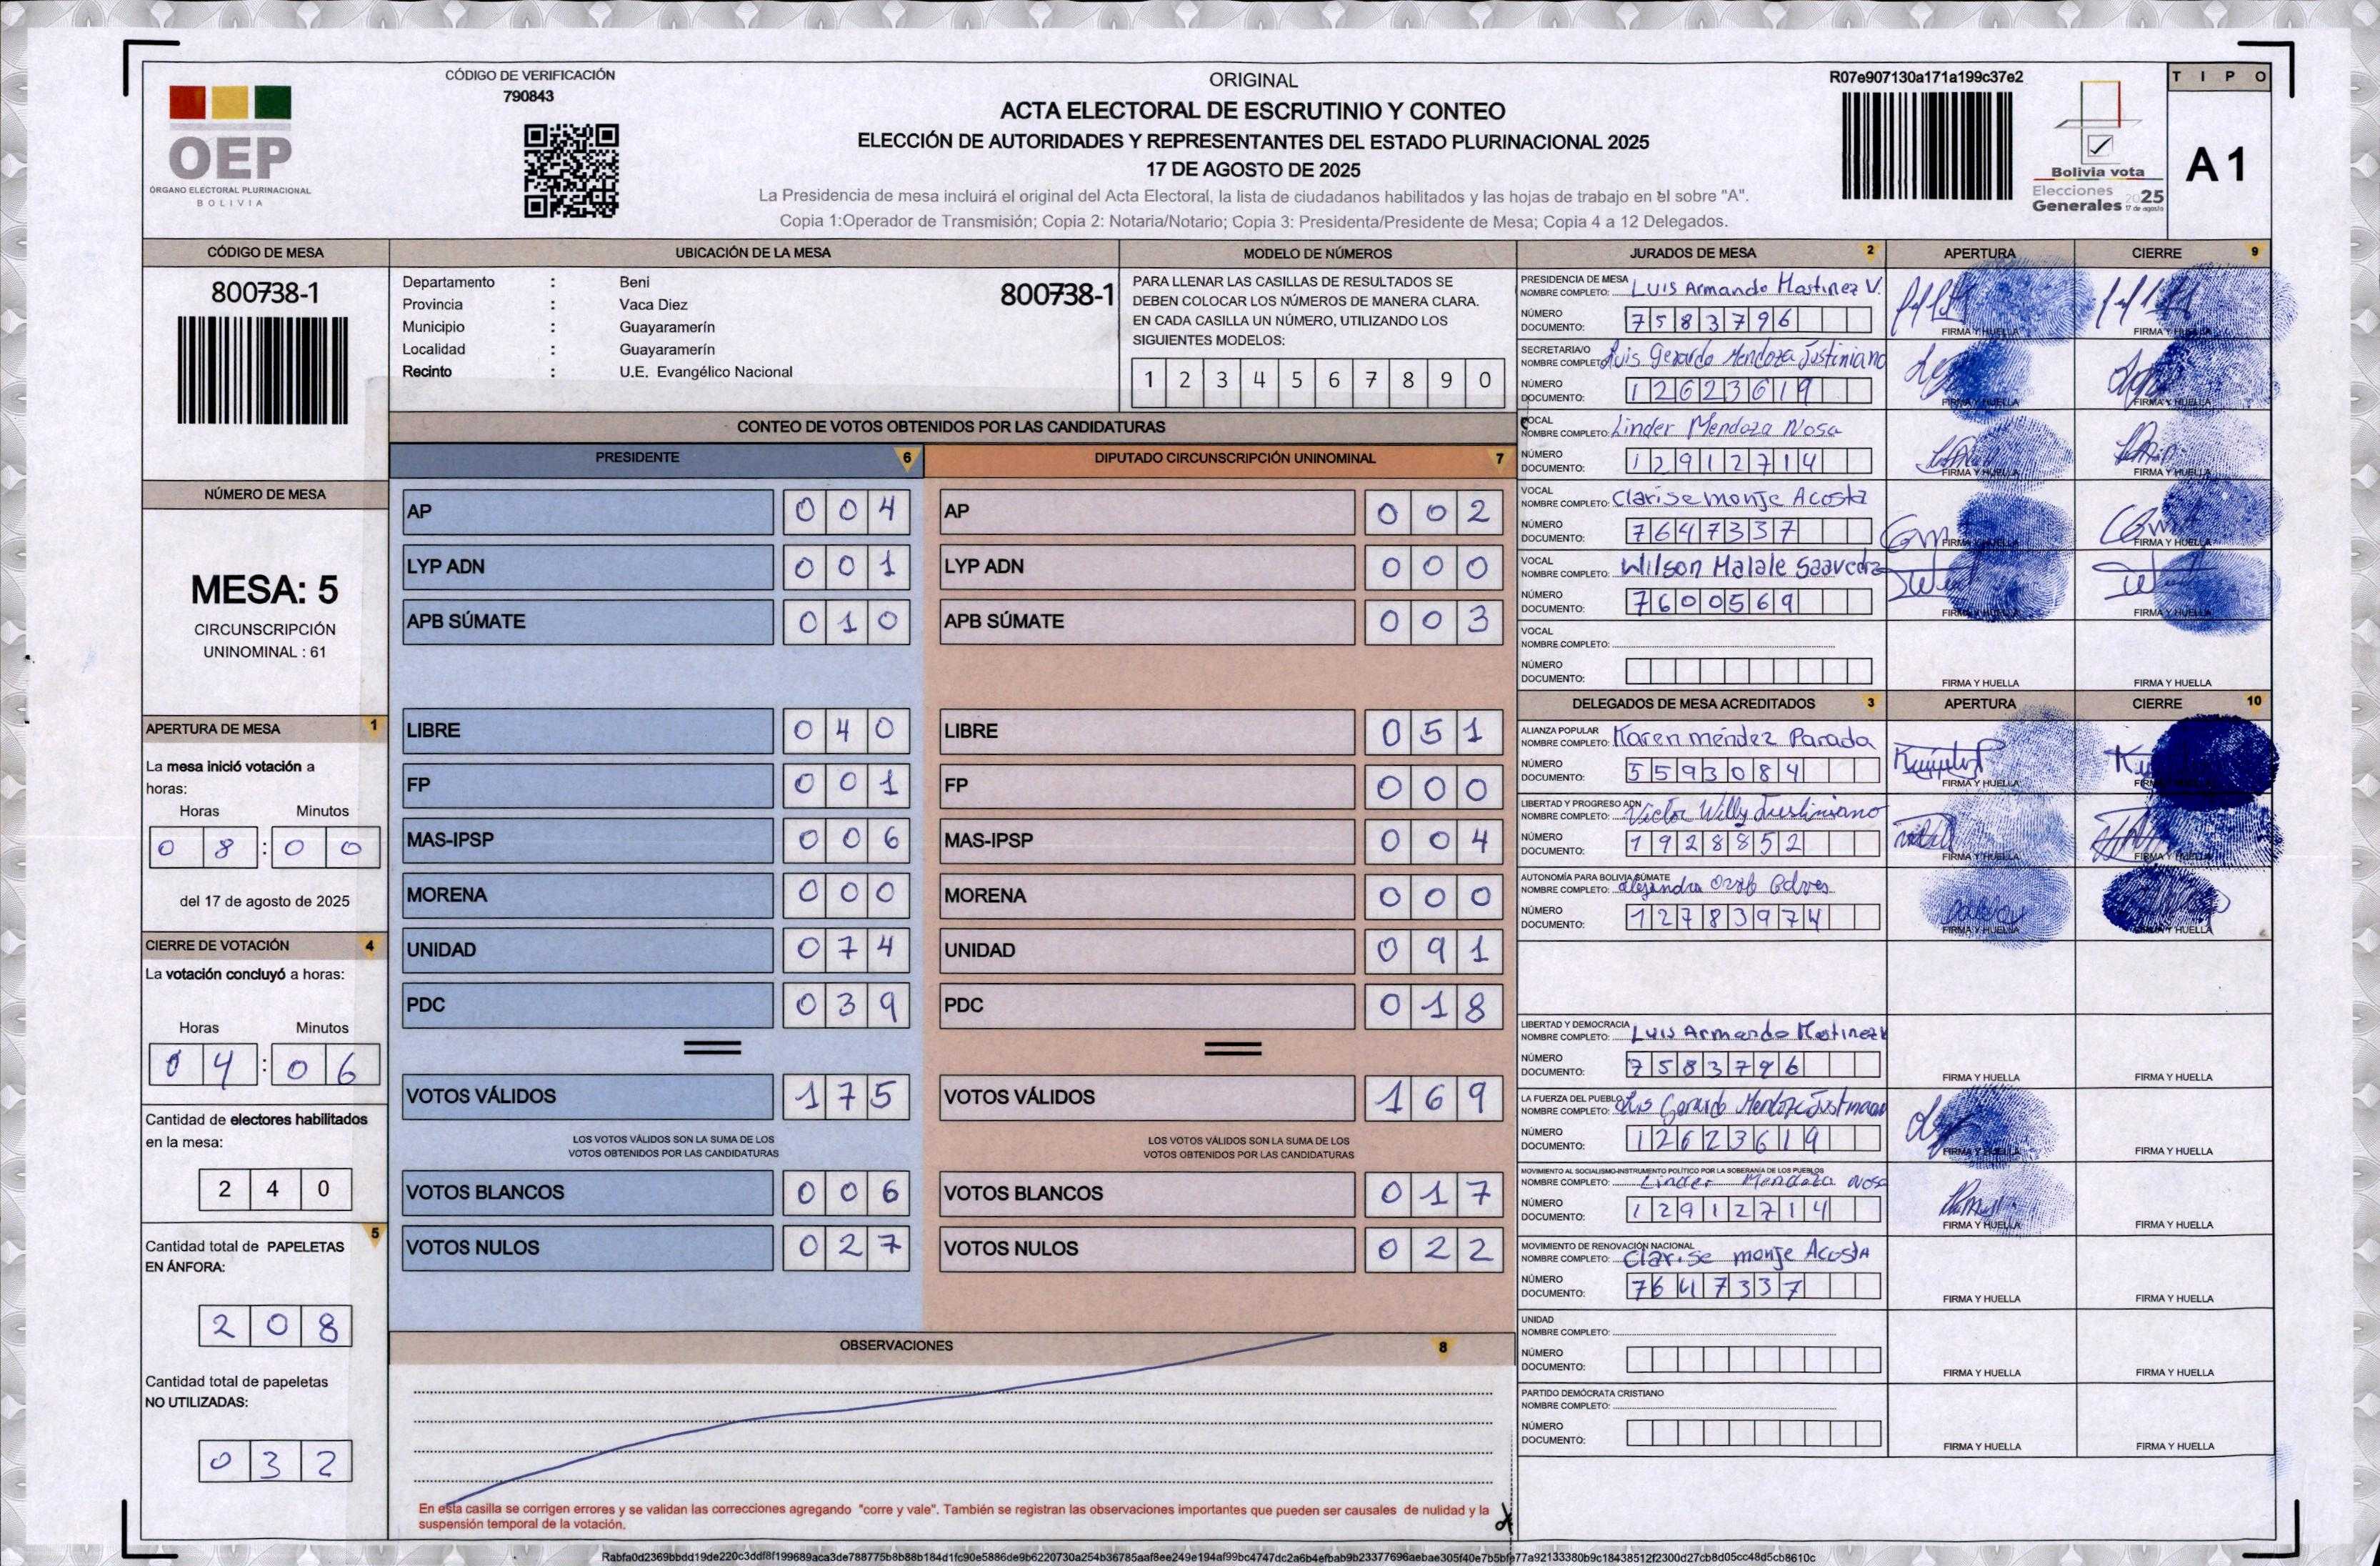 CÓDIGO DE VERIFICACIÓN
790843
OEP
ÓRGANO ELECTORAL PLURINACIONAL
BOLIVIA
ORIGINAL
ACTA ELECTORAL DE ESCRUTINIO Y CONTEO
ELECCIÓN DE AUTORIDADES Y REPRESENTANTES DEL ESTADO PLURINACIONAL 2025
17 DE AGOSTO DE 2025
La Presidencia de mesa incluirá el original del Acta Electoral, la lista de ciudadanos habilitados y las hojas de trabajo en el sobre "A".
Copia 1:Operador de Transmisión; Copia 2: Notaria/Notario; Copia 3: Presidenta/Presidente de Mesa; Copia 4 a 12 Delegados.
R07e907130a171a199c37e2
Bolivia vota
Elecciones 2025
Generales 17 de agosto
TIPO
A 1
CÓDIGO DE MESA
800738-1
NÚMERO DE MESA
MESA: 5
CIRCUNSCRIPCIÓN
UNINOMINAL : 61
APERTURA DE MESA 1
La mesa inició votación a
horas:
Horas Minutos
0 8 : 0 0
del 17 de agosto de 2025
CIERRE DE VOTACIÓN 4
La votación concluyó a horas:
Horas Minutos
0 4 : 0 6
Cantidad de electores habilitados
en la mesa:
2 4 0
5
Cantidad total de PAPELETAS
EN ÁNFORA:
2 0 8
Cantidad total de papeletas
NO UTILIZADAS:
0 3 2
UBICACIÓN DE LA MESA
Departamento : Beni
Provincia : Vaca Diez
Municipio : Guayaramerín
Localidad : Guayaramerín
Recinto : U.E. Evangélico Nacional
800738-1
MODELO DE NÚMEROS
PARA LLENAR LAS CASILLAS DE RESULTADOS SE
DEBEN COLOCAR LOS NÚMEROS DE MANERA CLARA.
EN CADA CASILLA UN NÚMERO, UTILIZANDO LOS
SIGUIENTES MODELOS:
1 2 3 4 5 6 7 8 9 0
CONTEO DE VOTOS OBTENIDOS POR LAS CANDIDATURAS
PRESIDENTE 6
AP 0 0 4
LYP ADN 0 0 1
APB SÚMATE 0 1 0
LIBRE 0 4 0
FP 0 0 1
MAS-IPSP 0 0 6
MORENA 0 0 0
UNIDAD 0 7 4
PDC 0 3 9
VOTOS VÁLIDOS 1 7 5
LOS VOTOS VÁLIDOS SON LA SUMA DE LOS
VOTOS OBTENIDOS POR LAS CANDIDATURAS
VOTOS BLANCOS 0 0 6
VOTOS NULOS 0 2 7
DIPUTADO CIRCUNSCRIPCIÓN UNINOMINAL 7
AP 0 0 2
LYP ADN 0 0 0
APB SÚMATE 0 0 3
LIBRE 0 5 1
FP 0 0 0
MAS-IPSP 0 0 4
MORENA 0 0 0
UNIDAD 0 9 1
PDC 0 1 8
VOTOS VÁLIDOS 1 6 9
LOS VOTOS VÁLIDOS SON LA SUMA DE LOS
VOTOS OBTENIDOS POR LAS CANDIDATURAS
VOTOS BLANCOS 0 1 7
VOTOS NULOS 0 2 2
OBSERVACIONES 8
En esta casilla se corrigen errores y se validan las correcciones agregando "corre y vale". También se registran las observaciones importantes que pueden ser causales de nulidad y la
suspensión temporal de la votación.
JURADOS DE MESA 2 APERTURA CIERRE 9
PRESIDENCIA DE MESA
NOMBRE COMPLETO: Luis Armando Mastinez V.
NÚMERO
DOCUMENTO: 7583796
FIRMA Y HUELLA FIRMA Y HUELLA
SECRETARIA/O
NOMBRE COMPLETO: Luis Gerardo Mendoza Justiniano
NÚMERO
DOCUMENTO: 12623619
FIRMA Y HUELLA FIRMA Y HUELLA
VOCAL
NOMBRE COMPLETO: Linder Mendoza Nosa
NÚMERO
DOCUMENTO: 12912714
FIRMA Y HUELLA FIRMA Y HUELLA
VOCAL
NOMBRE COMPLETO: Clarise monje Acosta
NÚMERO
DOCUMENTO: 7647337
FIRMA Y HUELLA FIRMA Y HUELLA
VOCAL
NOMBRE COMPLETO: Wilson Malale Saavedra
NÚMERO
DOCUMENTO: 7600569
FIRMA Y HUELLA FIRMA Y HUELLA
VOCAL
NOMBRE COMPLETO:
NÚMERO
DOCUMENTO:
FIRMA Y HUELLA FIRMA Y HUELLA
DELEGADOS DE MESA ACREDITADOS 3 APERTURA CIERRE 10
ALIANZA POPULAR
NOMBRE COMPLETO: Karen méndez Parada
NÚMERO
DOCUMENTO: 5593084
FIRMA Y HUELLA FIRMA Y HUELLA
LIBERTAD Y PROGRESO ADN
NOMBRE COMPLETO: Victor Willy Justiniano
NÚMERO
DOCUMENTO: 1928852
FIRMA Y HUELLA FIRMA Y HUELLA
AUTONOMÍA PARA BOLIVIA SÚMATE
NOMBRE COMPLETO: alejandra
NÚMERO
DOCUMENTO: 12783974
FIRMA Y HUELLA FIRMA Y HUELLA
LIBERTAD Y DEMOCRACIA
NOMBRE COMPLETO: Luis Armando Mastinez V
NÚMERO
DOCUMENTO: 7583796
FIRMA Y HUELLA FIRMA Y HUELLA
LA FUERZA DEL PUEBLO
NOMBRE COMPLETO: Luis Gerardo Mendoza
NÚMERO
DOCUMENTO: 12623619
FIRMA Y HUELLA FIRMA Y HUELLA
MOVIMIENTO AL SOCIALISMO-INSTRUMENTO POLÍTICO POR LA SOBERANÍA DE LOS PUEBLOS
NOMBRE COMPLETO: Linder Mendoza Nosa
NÚMERO
DOCUMENTO: 12912714
FIRMA Y HUELLA FIRMA Y HUELLA
MOVIMIENTO DE RENOVACIÓN NACIONAL
NOMBRE COMPLETO: Clarise monje Acosta
NÚMERO
DOCUMENTO: 7647337
FIRMA Y HUELLA FIRMA Y HUELLA
UNIDAD
NOMBRE COMPLETO:
NÚMERO
DOCUMENTO:
FIRMA Y HUELLA FIRMA Y HUELLA
PARTIDO DEMÓCRATA CRISTIANO
NOMBRE COMPLETO:
NÚMERO
DOCUMENTO:
FIRMA Y HUELLA FIRMA Y HUELLA